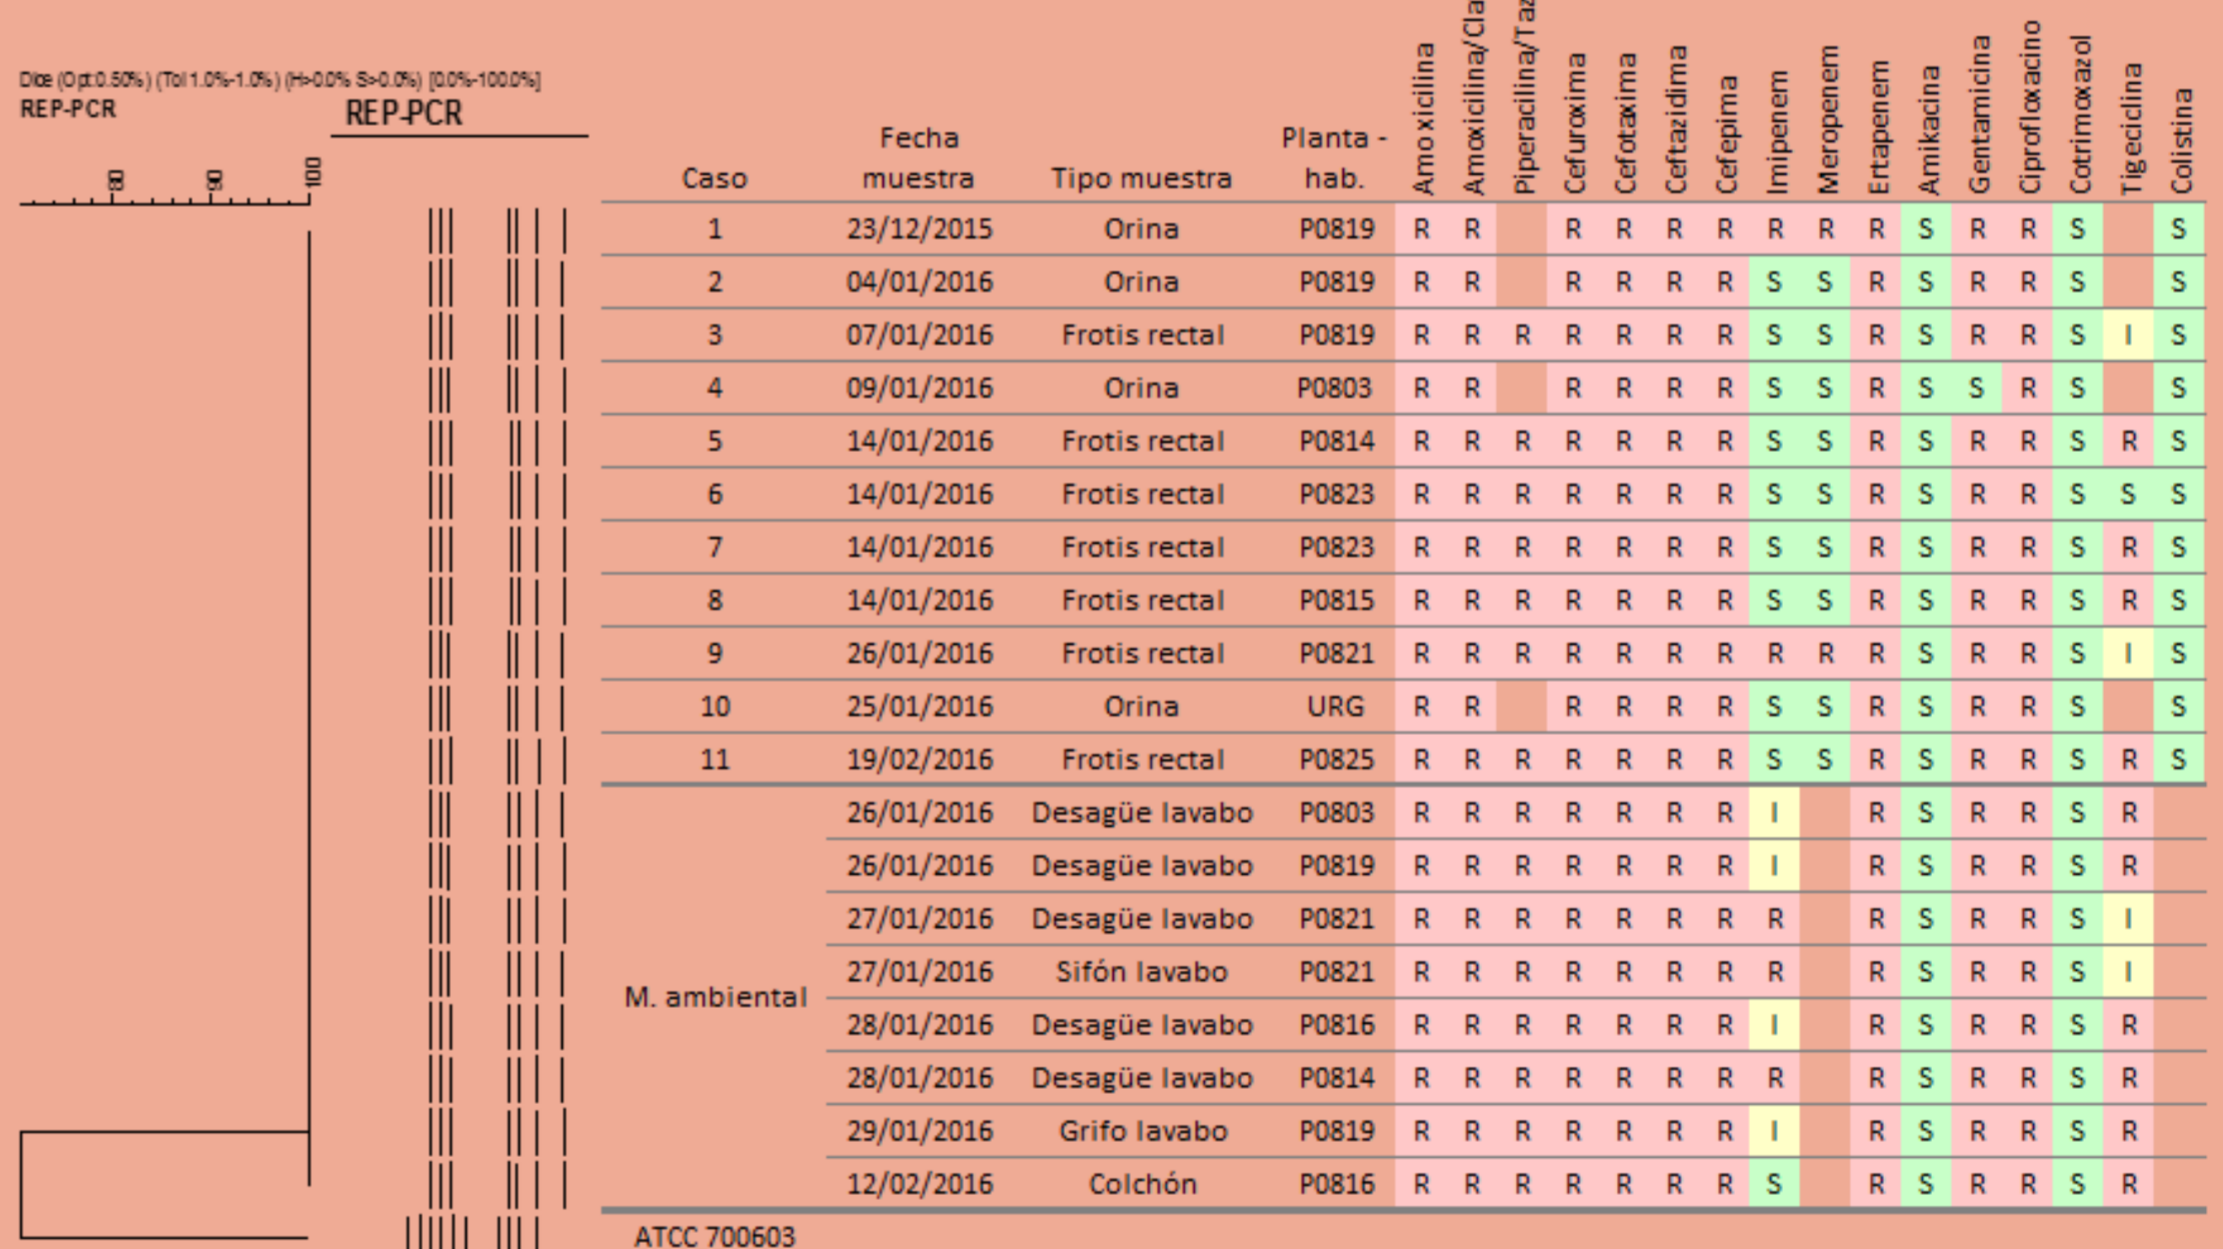 Dice (Opt:0.50%) (Tol 1.0%-1.0%) (H>0.0% S>0.0%) [0.0%-100.0%]
REP-PCR REP-PCR
80 90 100
Caso Fecha muestra Tipo muestra Planta - hab. Amoxicilina Amoxicilina/Cla Piperacilina/Taz Cefuroxima Cefotaxima Ceftazidima Cefepima Imipenem Meropenem Ertapenem Amikacina Gentamicina Ciprofloxacino Cotrimoxazol Tigeciclina Colistina
1 23/12/2015 Orina P0819 R R R R R R R R R S R R S S
2 04/01/2016 Orina P0819 R R R R R R S S R S R R S S
3 07/01/2016 Frotis rectal P0819 R R R R R R R S S R S R R S I S
4 09/01/2016 Orina P0803 R R R R R R S S R S S R S S
5 14/01/2016 Frotis rectal P0814 R R R R R R R S S R S R R S R S
6 14/01/2016 Frotis rectal P0823 R R R R R R R S S R S R R S S S
7 14/01/2016 Frotis rectal P0823 R R R R R R R S S R S R R S R S
8 14/01/2016 Frotis rectal P0815 R R R R R R R S S R S R R S R S
9 26/01/2016 Frotis rectal P0821 R R R R R R R R R R S R R S I S
10 25/01/2016 Orina URG R R R R R R S S R S R R S S
11 19/02/2016 Frotis rectal P0825 R R R R R R R S S R S R R S R S
26/01/2016 Desagüe lavabo P0803 R R R R R R R I R S R R S R
26/01/2016 Desagüe lavabo P0819 R R R R R R R I R S R R S R
27/01/2016 Desagüe lavabo P0821 R R R R R R R R R S R R S I
27/01/2016 Sifón lavabo P0821 R R R R R R R R R S R R S I
M. ambiental
28/01/2016 Desagüe lavabo P0816 R R R R R R R I R S R R S R
28/01/2016 Desagüe lavabo P0814 R R R R R R R R R S R R S R
29/01/2016 Grifo lavabo P0819 R R R R R R R I R S R R S R
12/02/2016 Colchón P0816 R R R R R R R S R S R R S R
ATCC 700603